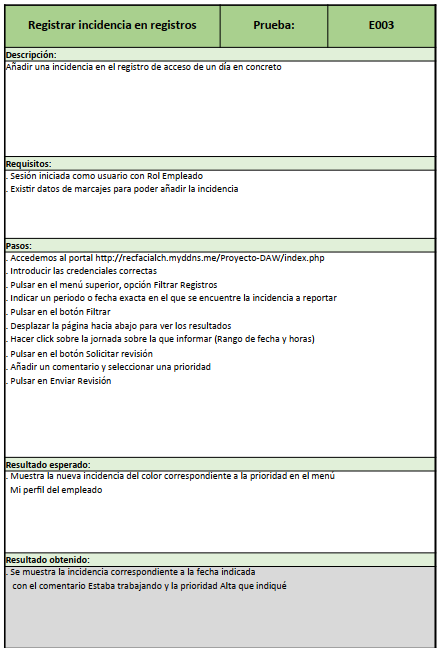 Registrar incidencia en registros Prueba: E003
Descripción:
Añadir una incidencia en el registro de acceso de un día en concreto
Requisitos:
. Sesión iniciada como usuario con Rol Empleado
. Existir datos de marcajes para poder añadir la incidencia
Pasos:
. Accedemos al portal http://recfacialch.myddns.me/Proyecto-DAW/index.php
. Introducir las credenciales correctas
. Pulsar en el menú superior, opción Filtrar Registros
. Indicar un periodo o fecha exacta en el que se encuentre la incidencia a reportar
. Pulsar en el botón Filtrar
. Desplazar la página hacia abajo para ver los resultados
. Hacer click sobre la jornada sobre la que informar (Rango de fecha y horas)
. Pulsar en el botón Solicitar revisión
. Añadir un comentario y seleccionar una prioridad
. Pulsar en Enviar Revisión
Resultado esperado:
. Muestra la nueva incidencia del color correspondiente a la prioridad en el menú
Mi perfil del empleado
Resultado obtenido:
. Se muestra la incidencia correspondiente a la fecha indicada
con el comentario Estaba trabajando y la prioridad Alta que indiqué